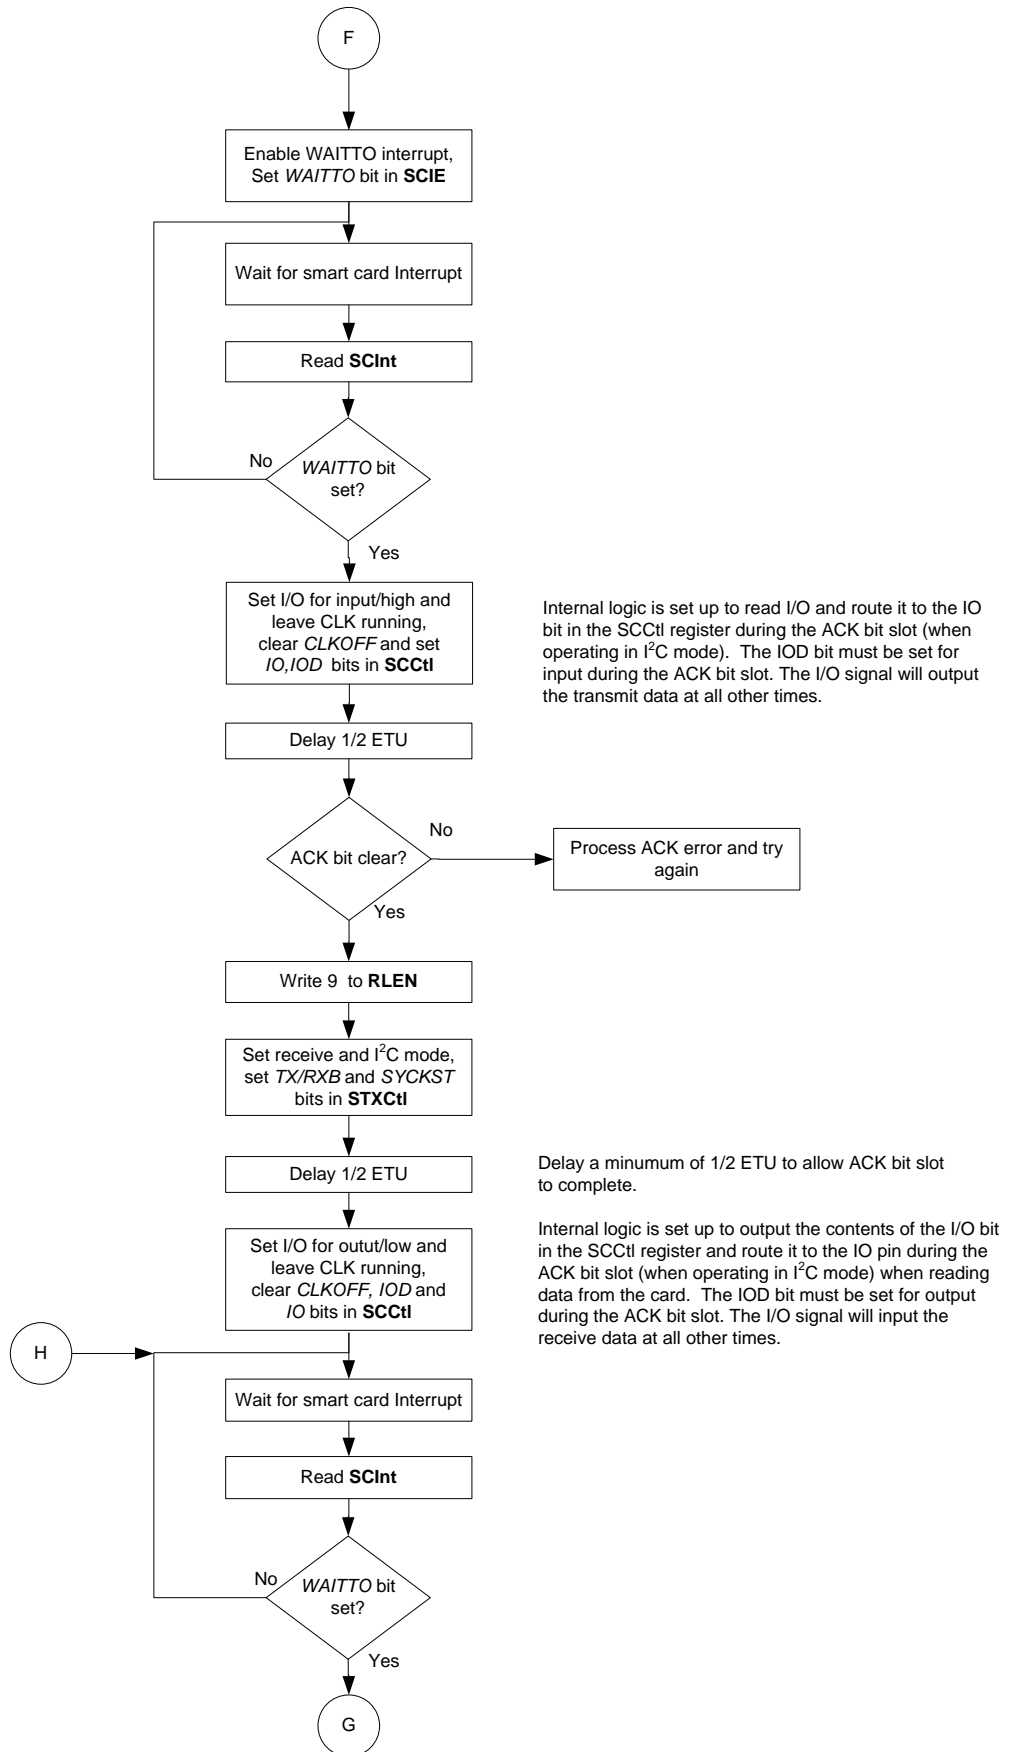 F
Enable WAITTO interrupt,
Set WAITTO bit in SCIE
Wait for smart card Interrupt
Read SCInt
No
WAITTO bit
set?
Yes
Set I/O for input/high and
leave CLK running,
clear CLKOFF and set
IO,IOD bits in SCCtl
Internal logic is set up to read I/O and route it to the IO
bit in the SCCtl register during the ACK bit slot (when
operating in I²C mode). The IOD bit must be set for
input during the ACK bit slot. The I/O signal will output
the transmit data at all other times.
Delay 1/2 ETU
ACK bit clear?
No
Process ACK error and try
again
Yes
Write 9 to RLEN
Set receive and I²C mode,
set TX/RXB and SYCKST
bits in STXCtl
Delay 1/2 ETU
Delay a minumum of 1/2 ETU to allow ACK bit slot
to complete.
Set I/O for outut/low and
leave CLK running,
clear CLKOFF, IOD and
IO bits in SCCtl
Internal logic is set up to output the contents of the I/O bit
in the SCCtl register and route it to the IO pin during the
ACK bit slot (when operating in I²C mode) when reading
data from the card. The IOD bit must be set for output
during the ACK bit slot. The I/O signal will input the
receive data at all other times.
H
Wait for smart card Interrupt
Read SCInt
No
WAITTO bit
set?
Yes
G